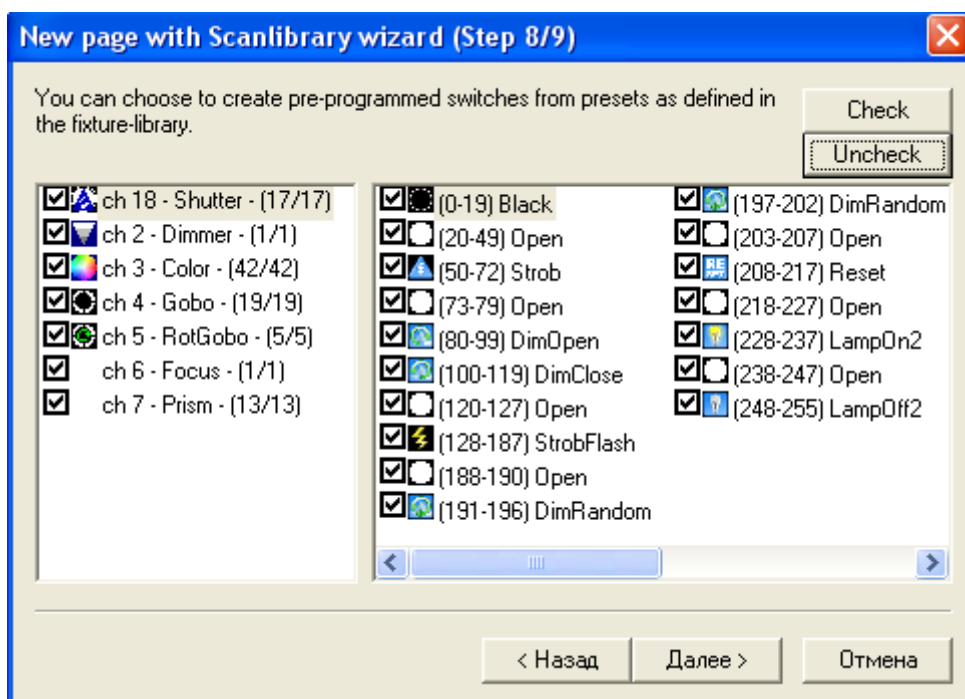 New page with Scanlibrary wizard (Step 8/9)
You can choose to create pre-programmed switches from presets as defined in
the fixture-library.
Check
Uncheck
ch 18 - Shutter - (17/17)
ch 2 - Dimmer - (1/1)
ch 3 - Color - (42/42)
ch 4 - Gobo - (19/19)
ch 5 - RotGobo - (5/5)
ch 6 - Focus - (1/1)
ch 7 - Prism - (13/13)
(0-19) Black
(20-49) Open
(50-72) Strob
(73-79) Open
(80-99) DimOpen
(100-119) DimClose
(120-127) Open
(128-187) StrobFlash
(188-190) Open
(191-196) DimRandom
(197-202) DimRandom
(203-207) Open
(208-217) Reset
(218-227) Open
(228-237) LampOn2
(238-247) Open
(248-255) LampOff2
< Назад
Далее >
Отмена